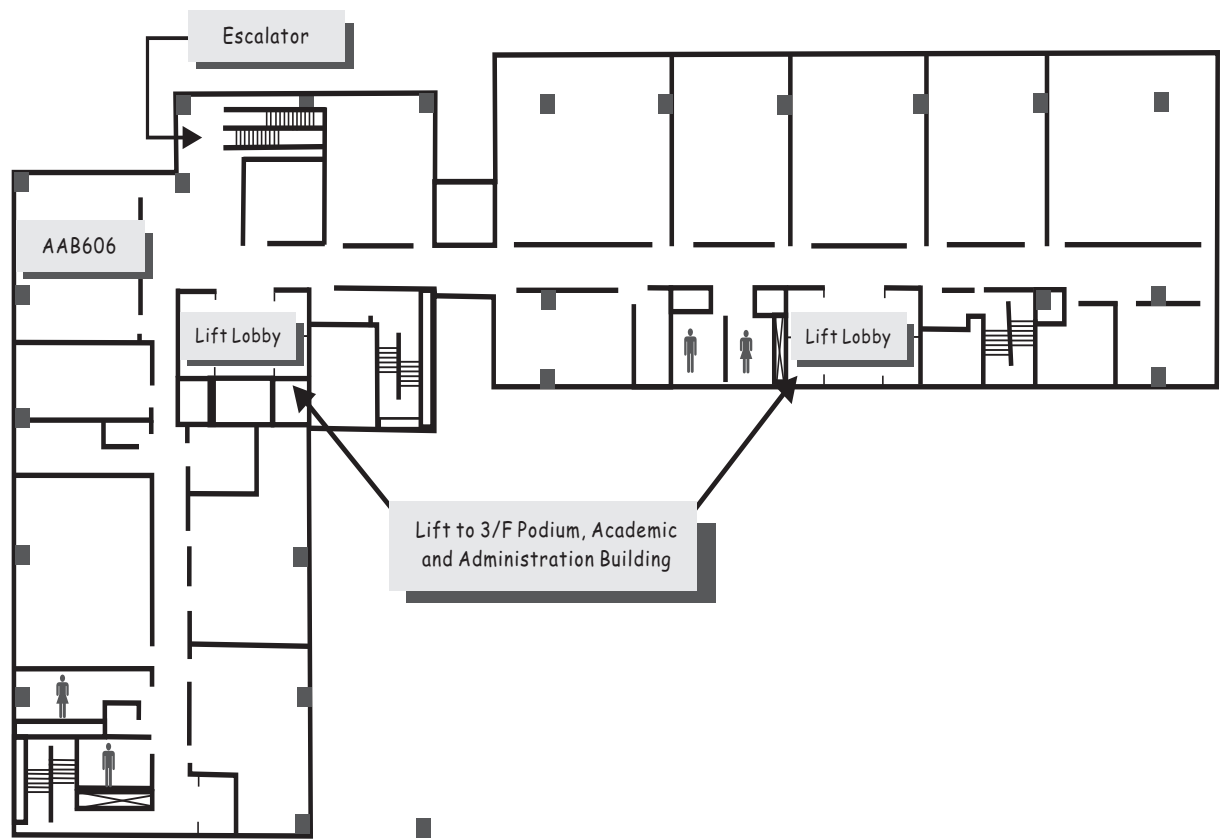 Escalator
AAB606
Lift Lobby
Lift Lobby
Lift to 3/F Podium, Academic
and Administration Building